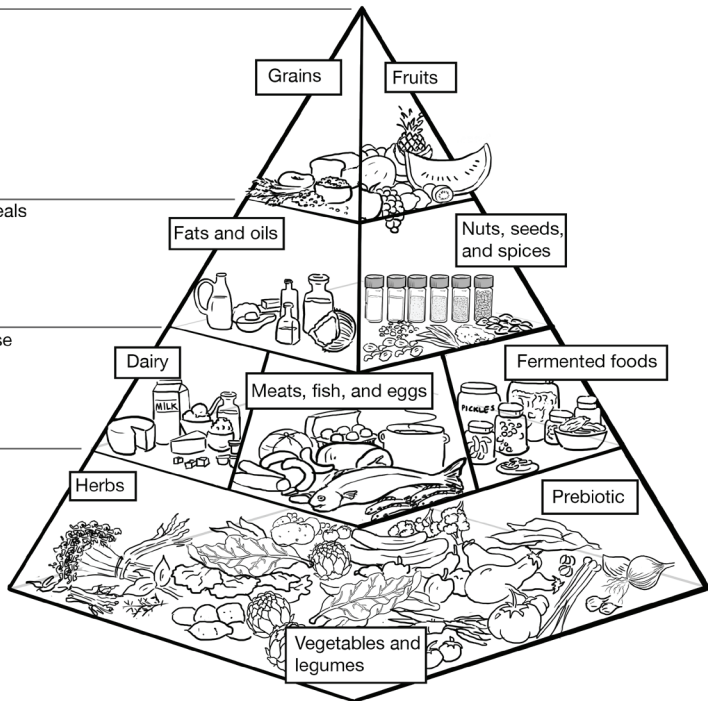 Grains
Fruits
eals
Fats and oils
Nuts, seeds,
and spices
se
Dairy
Meats, fish, and eggs
Fermented foods
MILK
PICKLES
Herbs
Prebiotic
Vegetables and
legumes